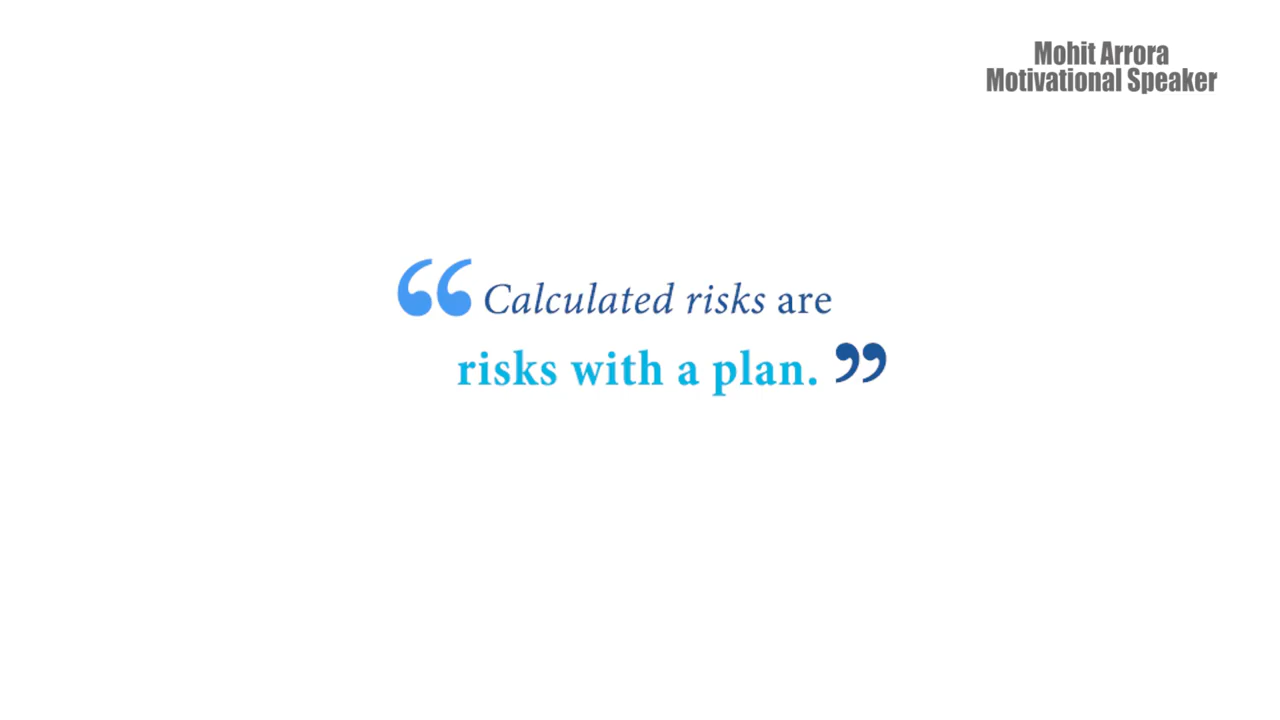 Mohit Arrora
Motivational Speaker
“ Calculated risks are
risks with a plan. ”